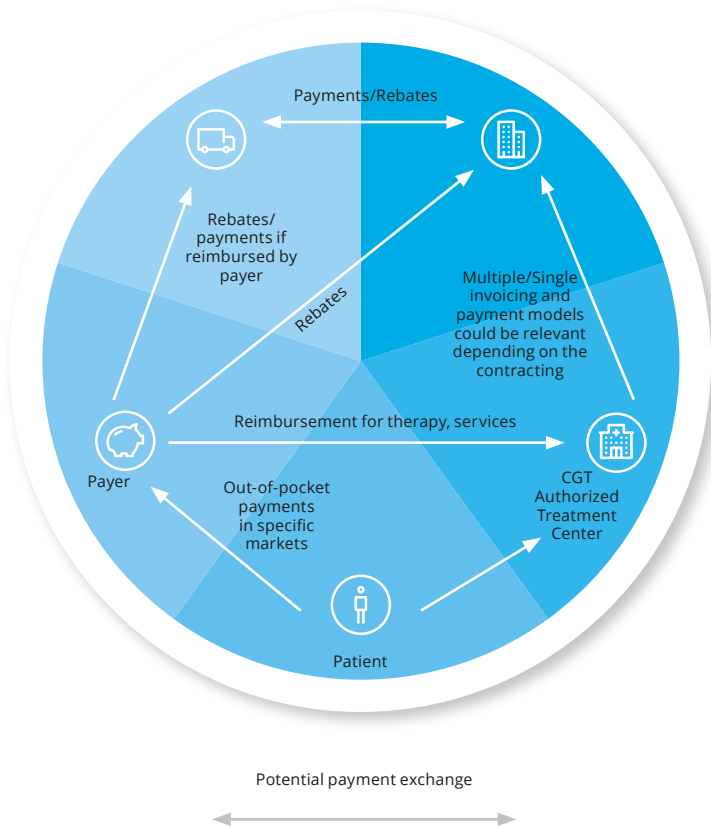 Payments/Rebates
Rebates/
payments if
reimbursed by
payer
Rebates
Multiple/Single
invoicing and
payment models
could be relevant
depending on the
contracting
Reimbursement for therapy, services
Payer
Out-of-pocket
payments
in specific
markets
CGT
Authorized
Treatment
Center
Patient
Potential payment exchange